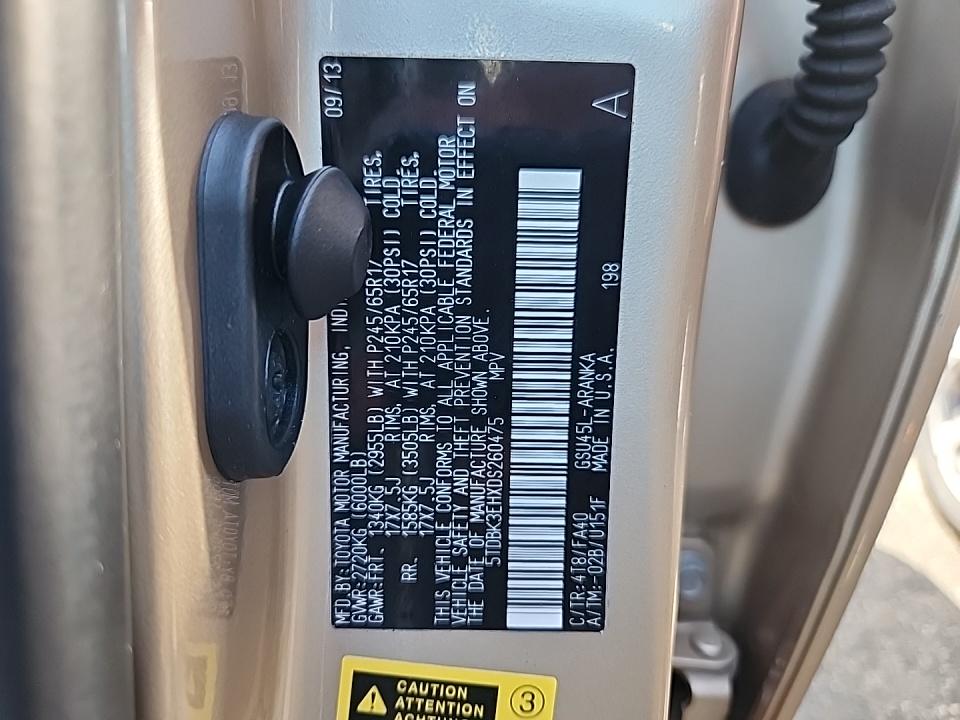 MFD.BY:TOYOTA MOTOR MANUFACTURING, 09/13
GVWR:2720KG (6000LB)
GAWR:FRT. 1340KG (2955LB) WITH P245/65R17 TIRES.
17X7.5J RIMS. AT 210KPA (30PSI) COLD
RR. 1585KG (3505LB) WITH P245/65R17 TIRES.
17X7.5J RIMS. AT 210KPA (30PSI) COLD
THIS VEHICLE CONFORMS TO ALL APPLICABLE FEDERAL MOTOR
VEHICLE SAFETY AND THEFT PREVENTION STANDARDS IN EFFECT ON
THE DATE OF MANUFACTURE SHOWN ABOVE.
5TDBK3EHXDS260475 MPV
C/TR:4T8/FA40 GSU45L-ARANKA 198
A/TM:-02B/U151F MADE IN U.S.A. A
CAUTION
ATTENTION
ACHTUNG
3